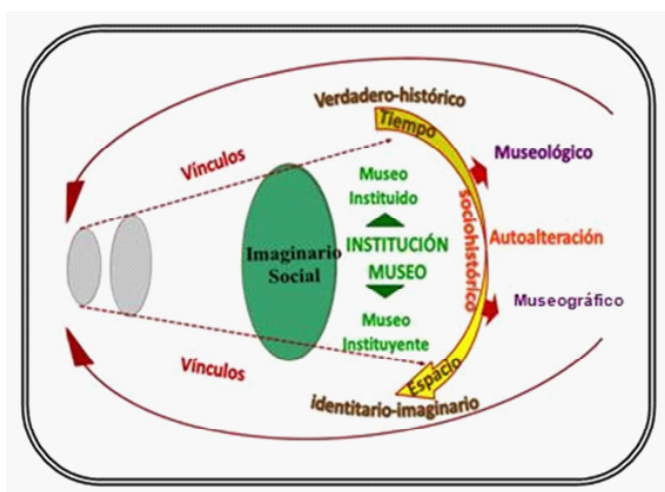 Verdadero-histórico
Tiempo
Vínculos
Museológico
Museo
Instituido
sociohistórico
Imaginario
Social
INSTITUCIÓN
MUSEO
Autoalteración
Museo
Instituyente
Museográfico
Vínculos
Espacio
identitario-imaginario